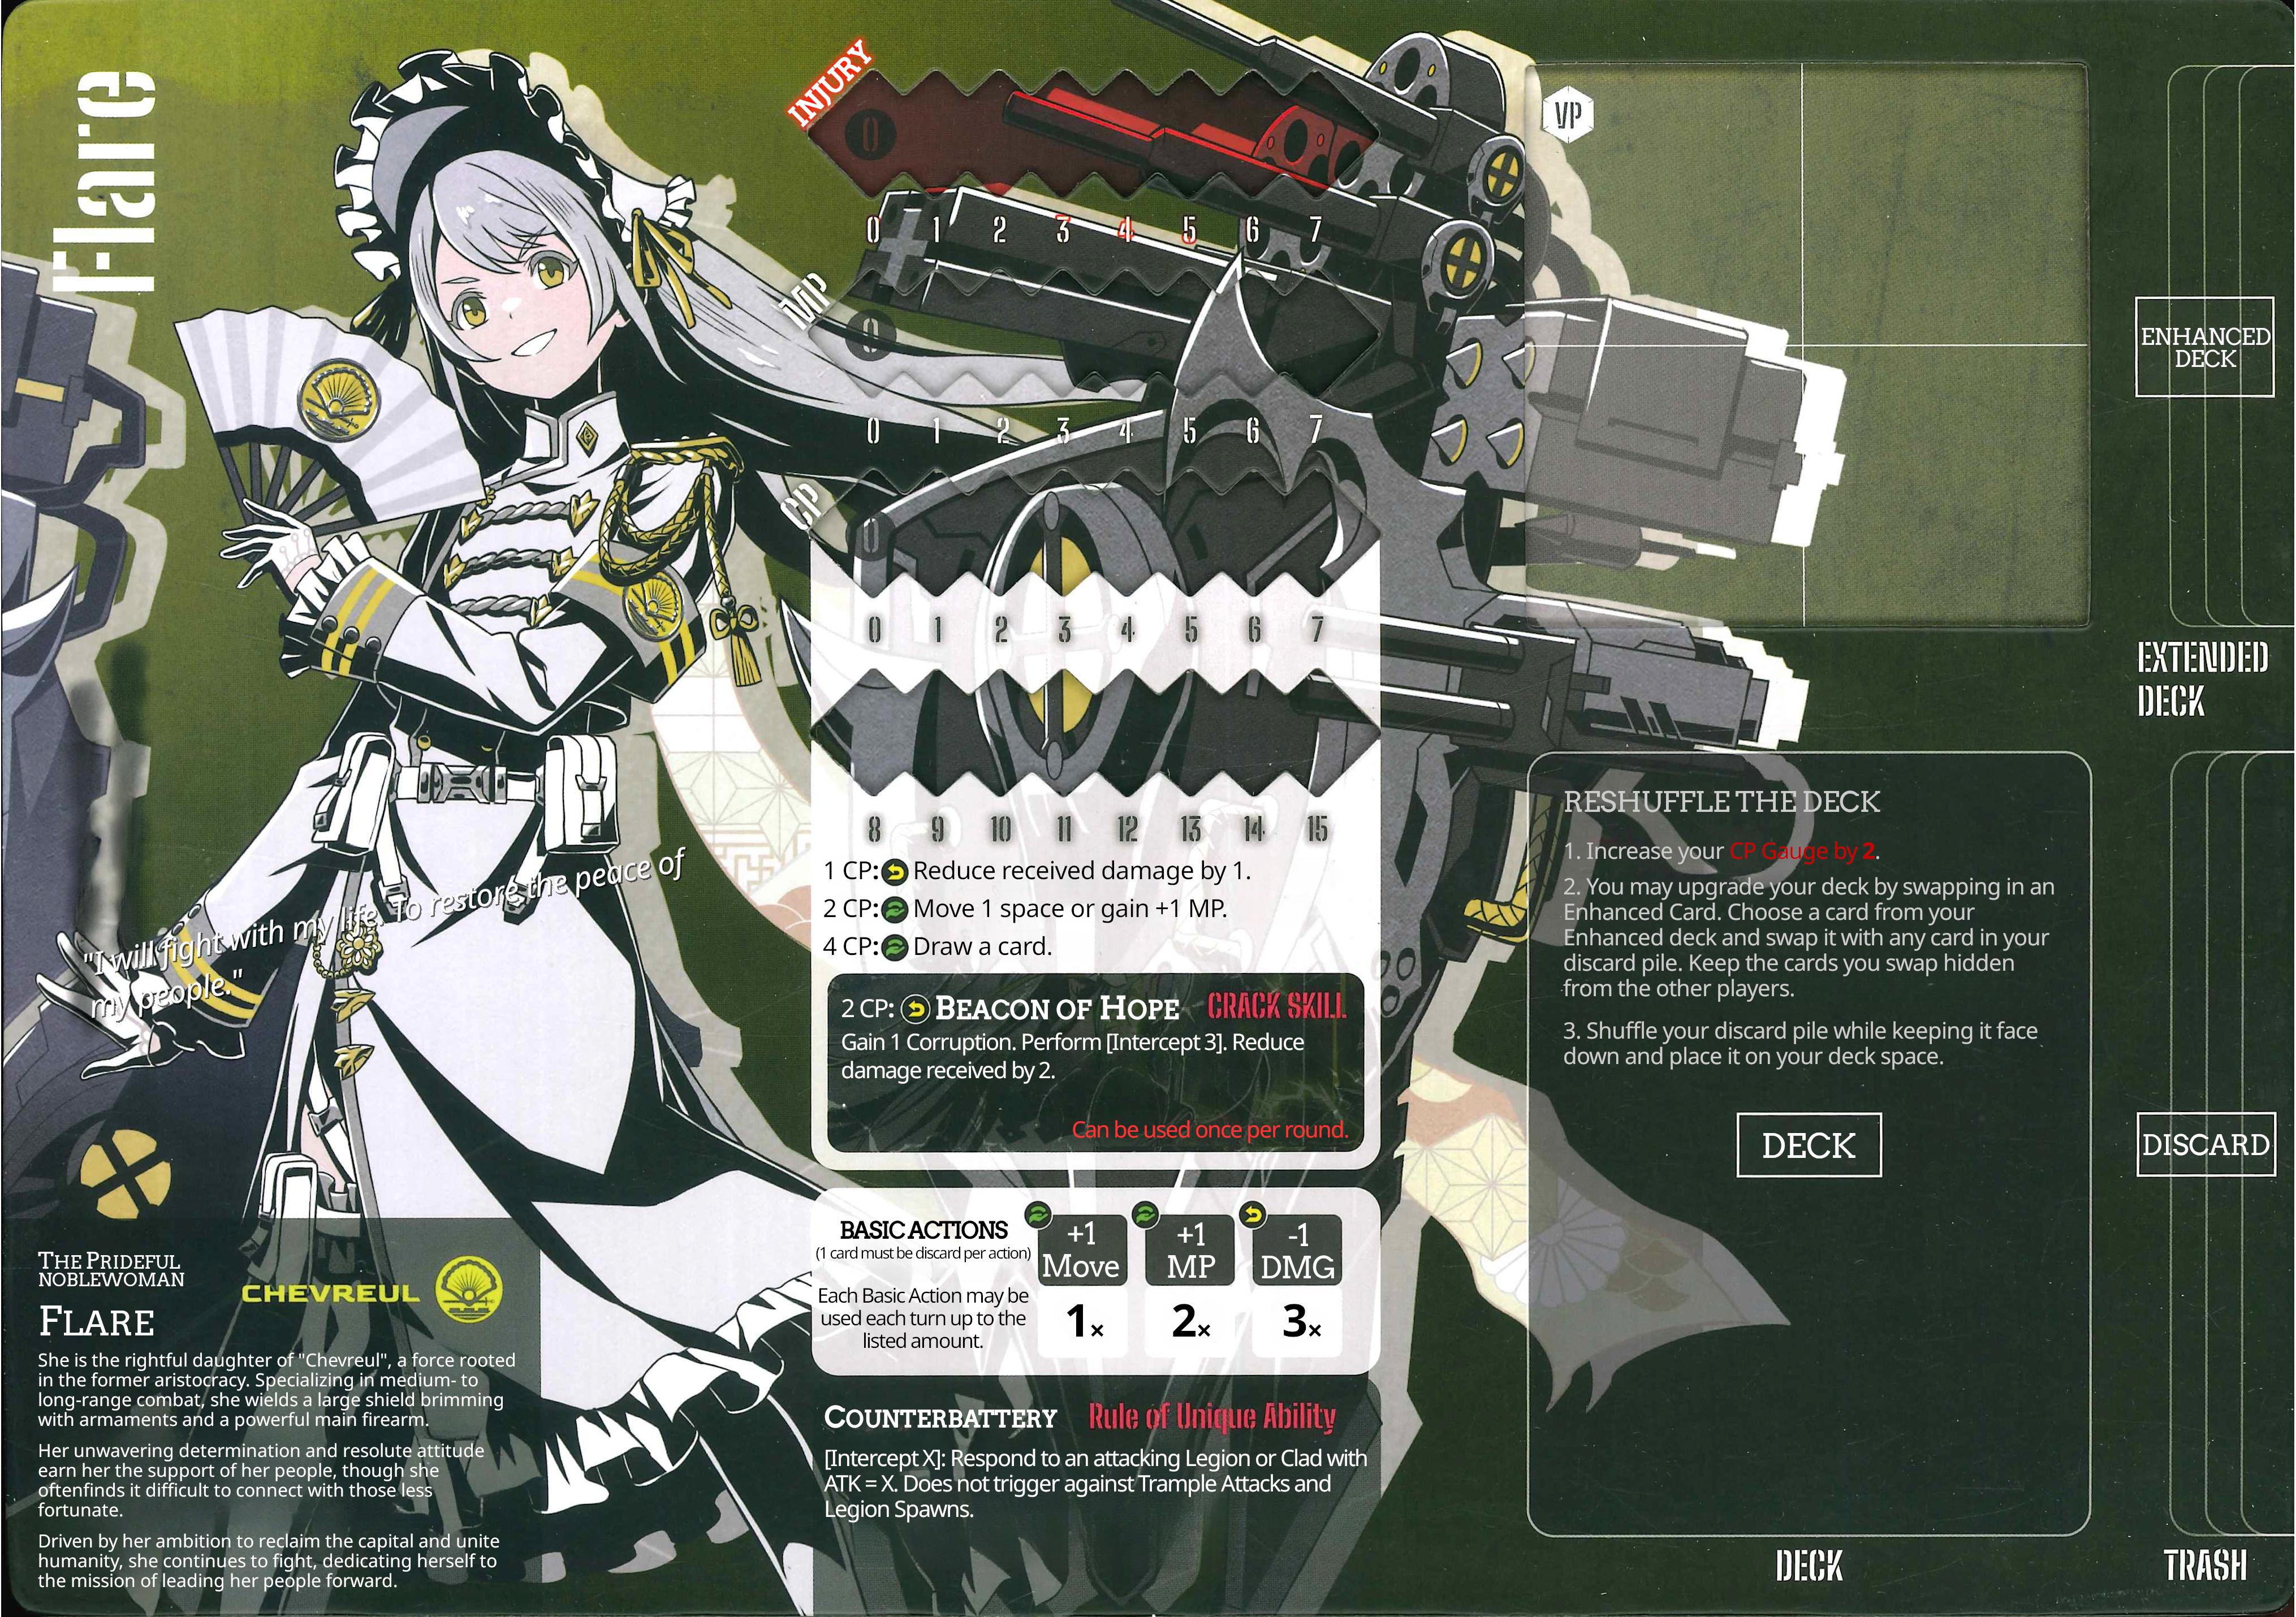 Flare
INJURY
0
0 1 2 3 4 5 6 7
MP
0
0 1 2 3 4 5 6 7
CP
0
0 1 2 3 4 5 6 7
8 9 10 11 12 13 14 15
1 CP: Reduce received damage by 1.
2 CP: Move 1 space or gain +1 MP.
4 CP: Draw a card.
2 CP: BEACON OF HOPE CRACK SKILL
Gain 1 Corruption. Perform [Intercept 3]. Reduce
damage received by 2.
.
Can be used once per round.
BASIC ACTIONS
(1 card must be discard per action)
Each Basic Action may be
used each turn up to the
listed amount.
+1
Move
1×
+1
MP
2×
-1
DMG
3×
COUNTERBATTERY Rule of Unique Ability
[Intercept X]: Respond to an attacking Legion or Clad with
ATK = X. Does not trigger against Trample Attacks and
Legion Spawns.
"I will fight with my life. To restore the peace of
my people."
THE PRIDEFUL
NOBLEWOMAN
FLARE
CHEVREUL
She is the rightful daughter of "Chevreul", a force rooted
in the former aristocracy. Specializing in medium- to
long-range combat, she wields a large shield brimming
with armaments and a powerful main firearm.
Her unwavering determination and resolute attitude
earn her the support of her people, though she
oftenfinds it difficult to connect with those less
fortunate.
Driven by her ambition to reclaim the capital and unite
humanity, she continues to fight, dedicating herself to
the mission of leading her people forward.
VP
ENHANCED
DECK
EXTENDED
DECK
RESHUFFLE THE DECK
1. Increase your CP Gauge by 2.
2. You may upgrade your deck by swapping in an
Enhanced Card. Choose a card from your
Enhanced deck and swap it with any card in your
discard pile. Keep the cards you swap hidden
from the other players.
3. Shuffle your discard pile while keeping it face
down and place it on your deck space.
DECK
DISCARD
DECK
TRASH